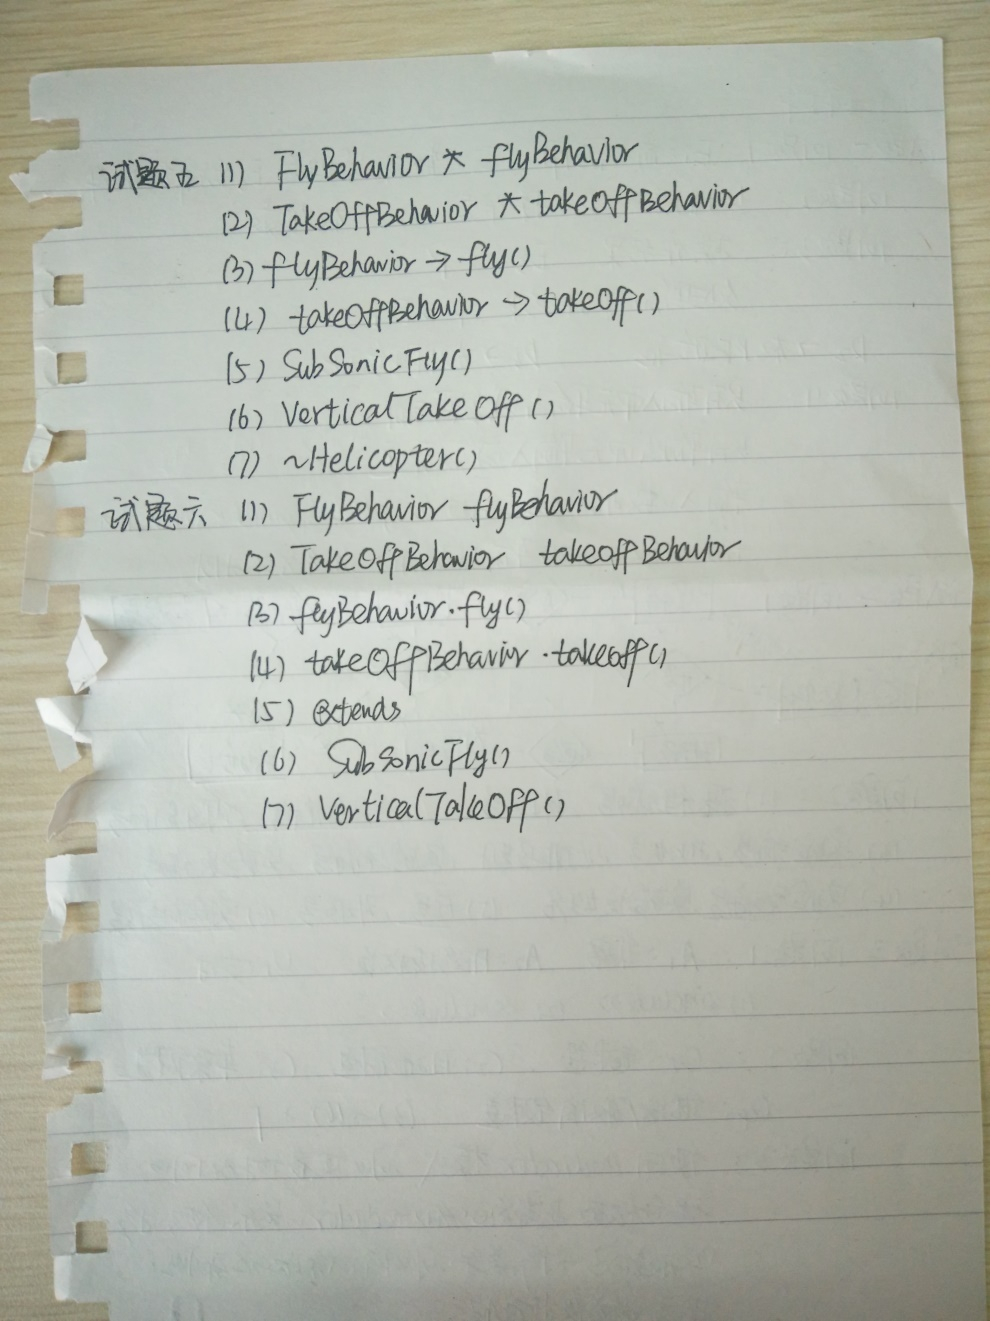 试题五 (1) FlyBehavior * flyBehavior
(2) TakeOffBehavior * takeOffBehavior
(3) flyBehavior → fly()
(4) takeOffBehavior → takeOff()
(5) SubSonicFly()
(6) VerticalTakeOff()
(7) ~Helicopter()
试题六 (1) FlyBehavior flyBehavior
(2) TakeOffBehavior takeoffBehavior
(3) flyBehavior.fly()
(4) takeOffBehavior.takeoff()
(5) extends
(6) SubSonicFly()
(7) VerticalTakeOff()